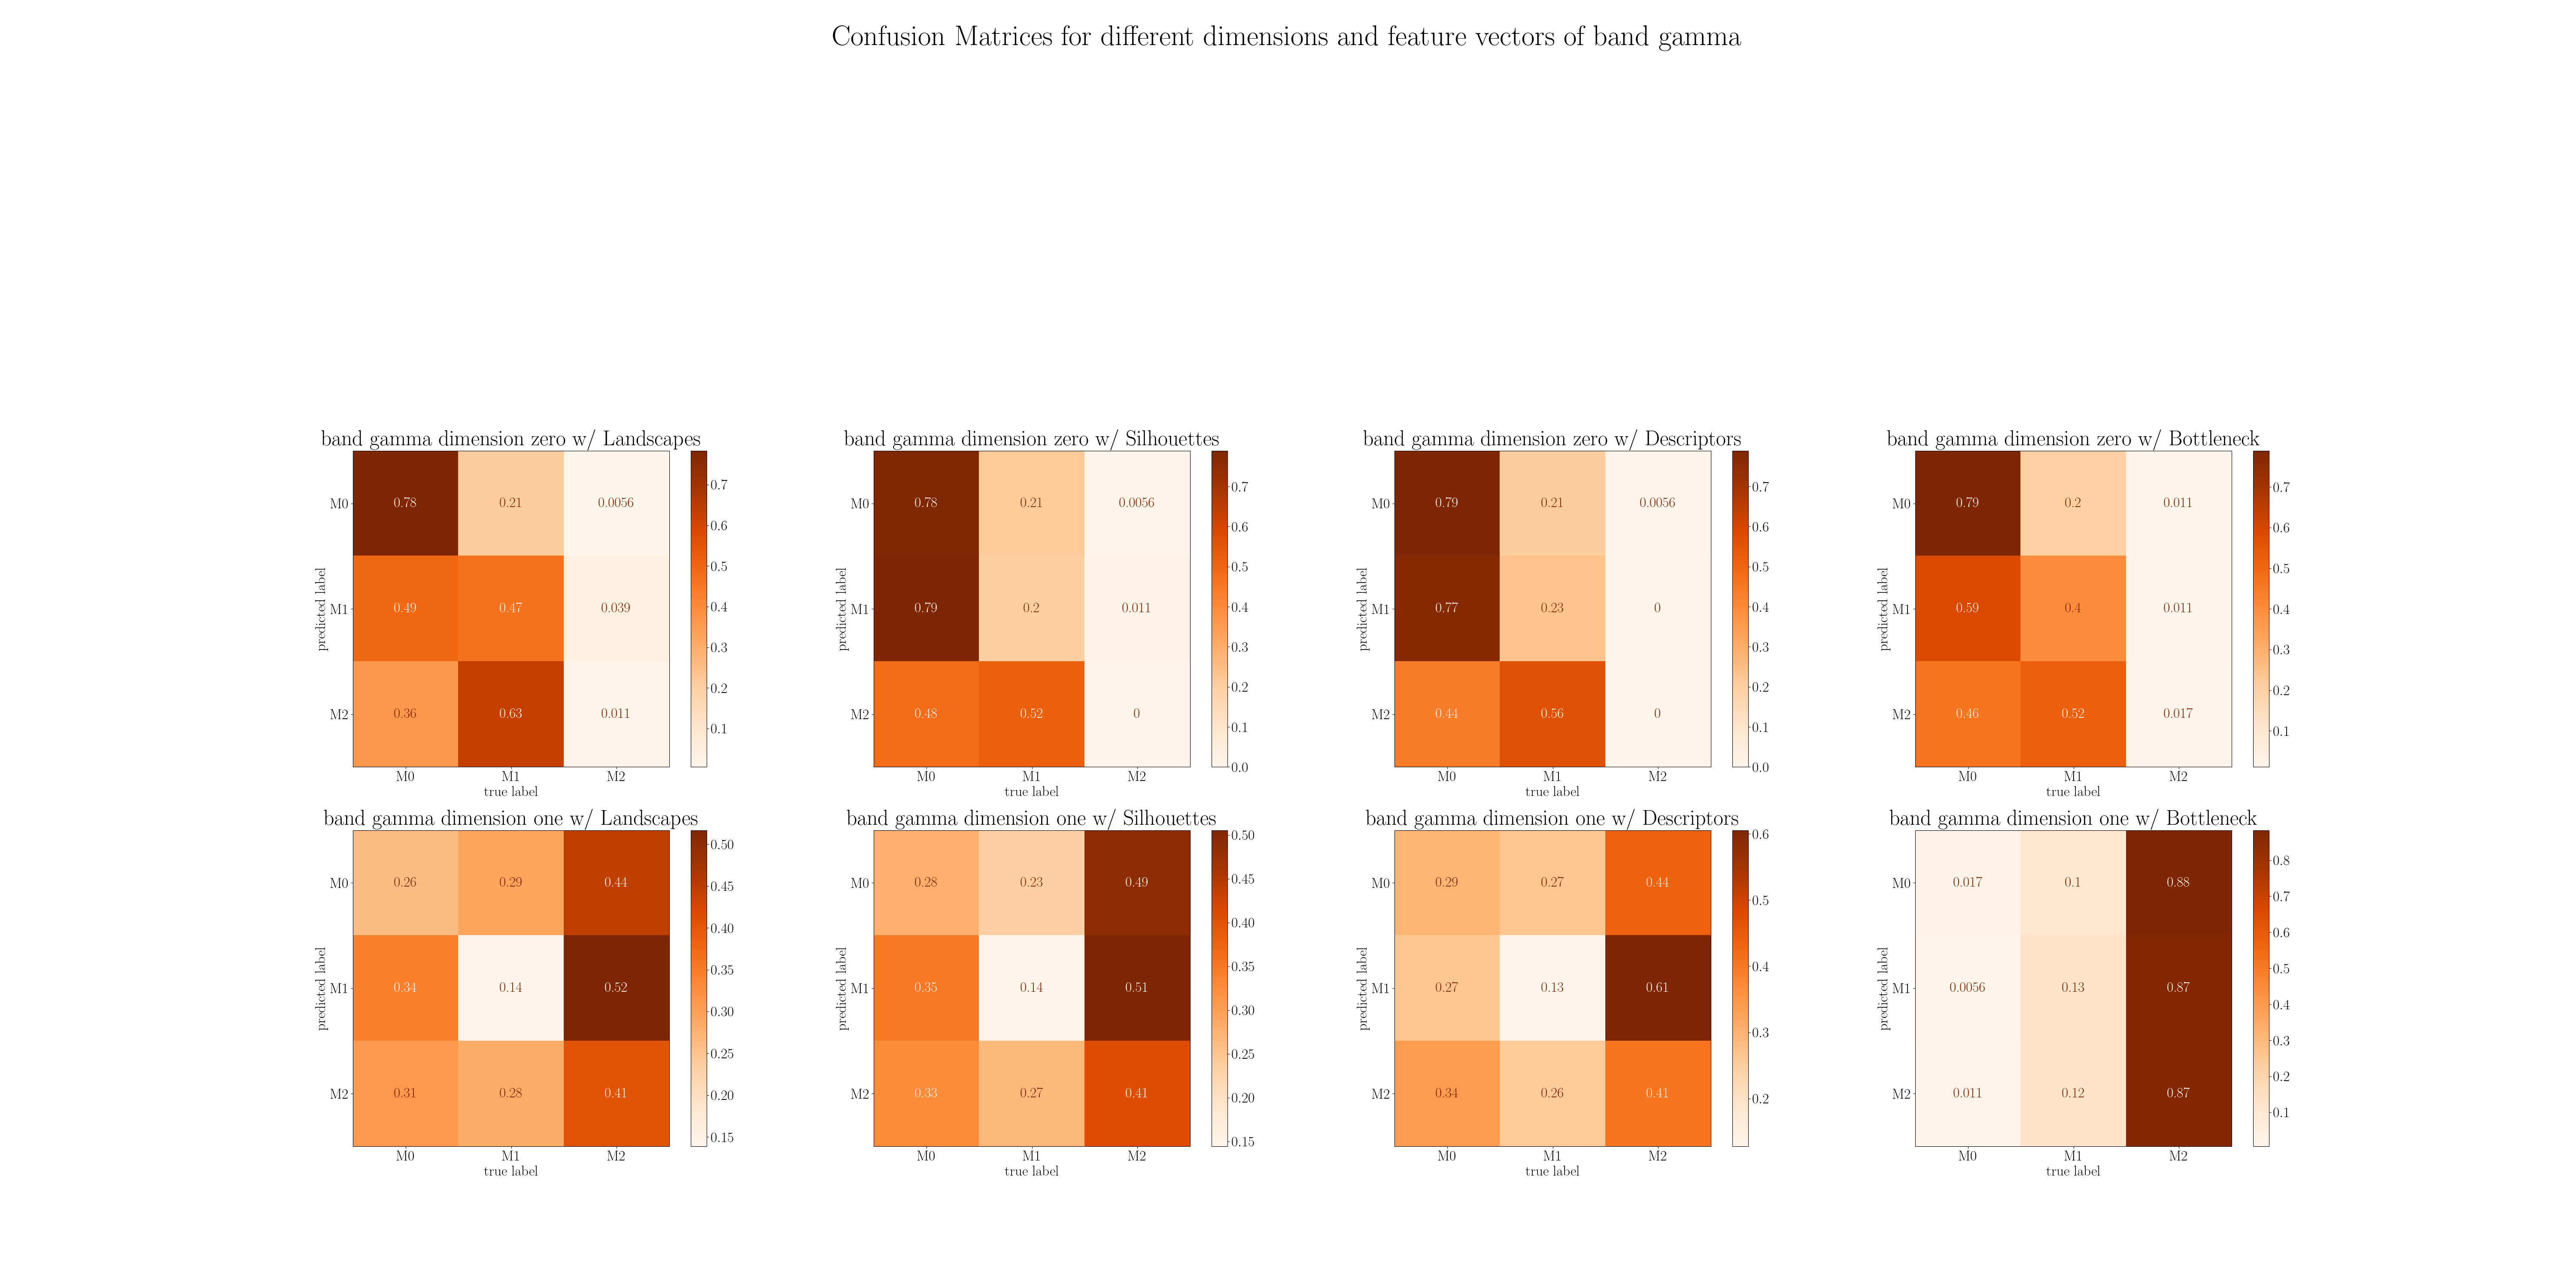 Confusion Matrices for different dimensions and feature vectors of band gamma
band gamma dimension zero w/ Landscapes
predicted label
M0 0.78 0.21 0.0056
M1 0.49 0.47 0.039
M2 0.36 0.63 0.011
M0 M1 M2
true label
0.7
0.6
0.5
0.4
0.3
0.2
0.1
band gamma dimension zero w/ Silhouettes
predicted label
M0 0.78 0.21 0.0056
M1 0.79 0.2 0.011
M2 0.48 0.52 0
M0 M1 M2
true label
0.7
0.6
0.5
0.4
0.3
0.2
0.1
0.0
band gamma dimension zero w/ Descriptors
predicted label
M0 0.79 0.21 0.0056
M1 0.77 0.23 0
M2 0.44 0.56 0
M0 M1 M2
true label
0.7
0.6
0.5
0.4
0.3
0.2
0.1
0.0
band gamma dimension zero w/ Bottleneck
predicted label
M0 0.79 0.2 0.011
M1 0.59 0.4 0.011
M2 0.46 0.52 0.017
M0 M1 M2
true label
0.7
0.6
0.5
0.4
0.3
0.2
0.1
band gamma dimension one w/ Landscapes
predicted label
M0 0.26 0.29 0.44
M1 0.34 0.14 0.52
M2 0.31 0.28 0.41
M0 M1 M2
true label
0.50
0.45
0.40
0.35
0.30
0.25
0.20
0.15
band gamma dimension one w/ Silhouettes
predicted label
M0 0.28 0.23 0.49
M1 0.35 0.14 0.51
M2 0.33 0.27 0.41
M0 M1 M2
true label
0.50
0.45
0.40
0.35
0.30
0.25
0.20
0.15
band gamma dimension one w/ Descriptors
predicted label
M0 0.29 0.27 0.44
M1 0.27 0.13 0.61
M2 0.34 0.26 0.41
M0 M1 M2
true label
0.6
0.5
0.4
0.3
0.2
band gamma dimension one w/ Bottleneck
predicted label
M0 0.017 0.1 0.88
M1 0.0056 0.13 0.87
M2 0.011 0.12 0.87
M0 M1 M2
true label
0.8
0.7
0.6
0.5
0.4
0.3
0.2
0.1